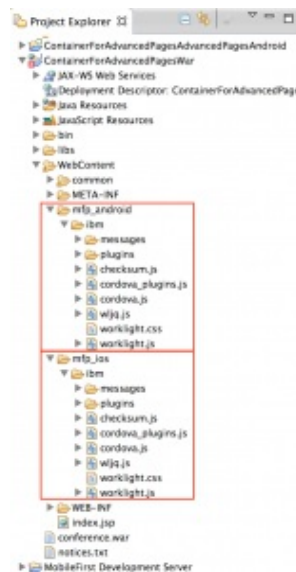 Project Explorer
ContainerForAdvancedPagesAdvancedPagesAndroid
ContainerForAdvancedPagesWar
JAX-WS Web Services
Deployment Descriptor: ContainerForAdvancedPage
Java Resources
JavaScript Resources
bin
libs
WebContent
common
META-INF
mfp_android
ibm
messages
plugins
checksum.js
cordova_plugins.js
cordova.js
wljq.js
worklight.css
worklight.js
mfp_ios
ibm
messages
plugins
checksum.js
cordova_plugins.js
cordova.js
wljq.js
worklight.css
worklight.js
WEB-INF
index.jsp
conference.war
notices.txt
MobileFirst Development Server